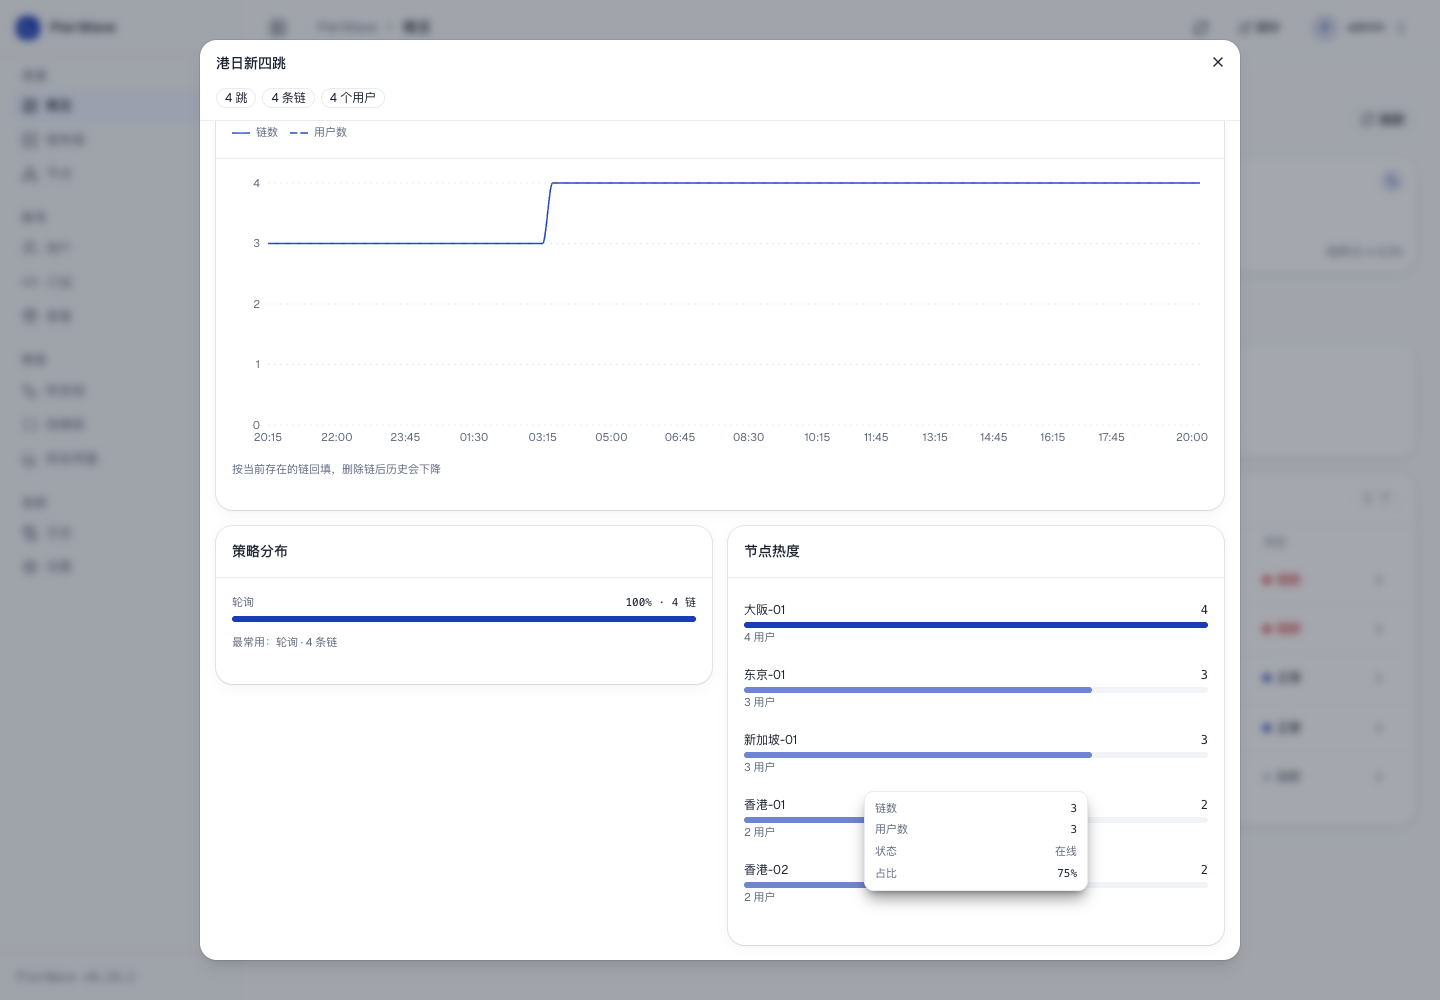 港日新四跳
4 跳 4 条链 4 个用户
链数 用户数
4
3
2
1
0
20:15 22:00 23:45 01:30 03:15 05:00 06:45 08:30 10:15 11:45 13:15 14:45 16:15 17:45 20:00
按当前存在的链回填，删除链后历史会下降
策略分布
轮询 100% · 4 链
最常用：轮询 · 4 条链
节点热度
大阪-01 4
4 用户
东京-01 3
3 用户
新加坡-01 3
3 用户
香港-01 2
2 用户
香港-02 2
2 用户
链数 3
用户数 3
状态 在线
占比 75%